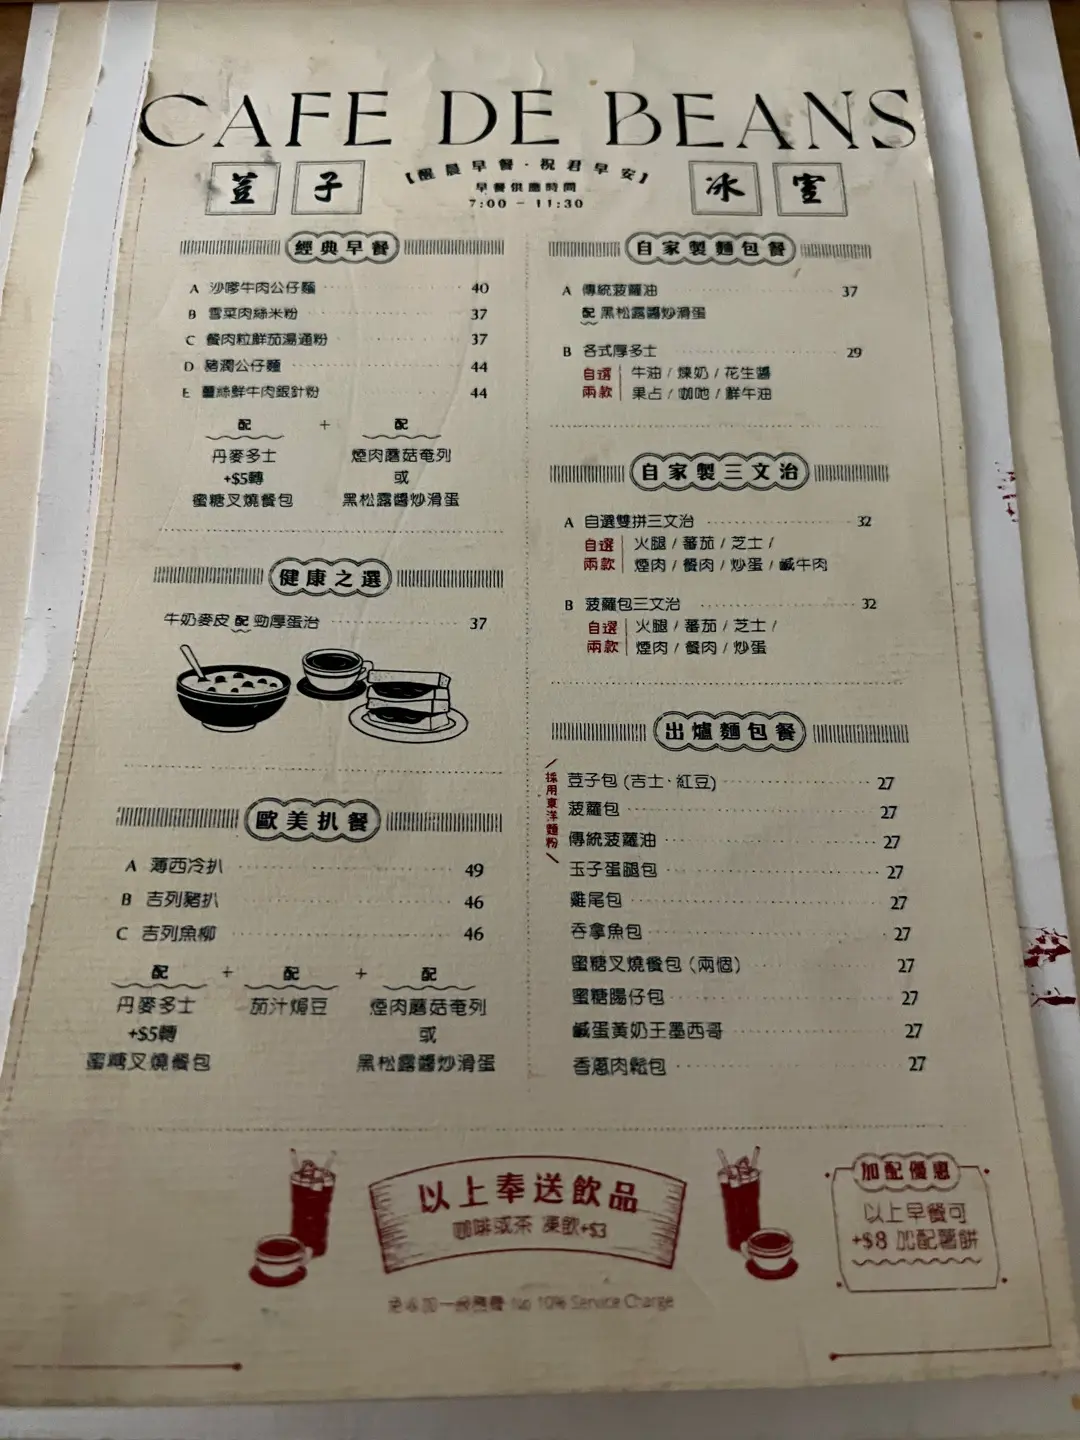 CAFE DE BEANS
荳子 冰室
【醒晨早餐·祝君早安】
早餐供應時間
7:00 - 11:30
經典早餐
A 沙嗲牛肉公仔麵 40
B 雪菜肉絲米粉 37
C 餐肉粒鮮茄湯通粉 37
D 豬潤公仔麵 44
E 薑絲鮮牛肉銀針粉 44
配 + 配
丹麥多士 煙肉蘑菇奄列
+$5轉 或
蜜糖叉燒餐包 黑松露醬炒滑蛋
健康之選
牛奶麥皮 配 勁厚蛋治 37
歐美扒餐
A 薄西冷扒 49
B 吉列豬扒 46
C 吉列魚柳 46
配 + 配 + 配
丹麥多士 茄汁焗豆 煙肉蘑菇奄列
+$5轉 或
蜜糖叉燒餐包 黑松露醬炒滑蛋
自家製麵包餐
A 傳統菠蘿油 37
配 黑松露醬炒滑蛋
B 各式厚多士 29
自選 牛油 / 煉奶 / 花生醬
兩款 果占 / 咖吔 / 鮮牛油
自家製三文治
A 自選雙拼三文治 32
自選 火腿 / 蕃茄 / 芝士 /
兩款 煙肉 / 餐肉 / 炒蛋 / 鹹牛肉
B 菠蘿包三文治 32
自選 火腿 / 蕃茄 / 芝士 /
兩款 煙肉 / 餐肉 / 炒蛋
出爐麵包餐
採用東洋麵粉
荳子包 (吉士·紅豆) 27
菠蘿包 27
傳統菠蘿油 27
玉子蛋腿包 27
雞尾包 27
吞拿魚包 27
蜜糖叉燒餐包 (兩個) 27
蜜糖腸仔包 27
鹹蛋黃奶王墨西哥 27
香蔥肉鬆包 27
以上奉送飲品
咖啡或茶 凍飲+$3
加配優惠
以上早餐可
+$8 加配薯餅
No 10% Service Charge